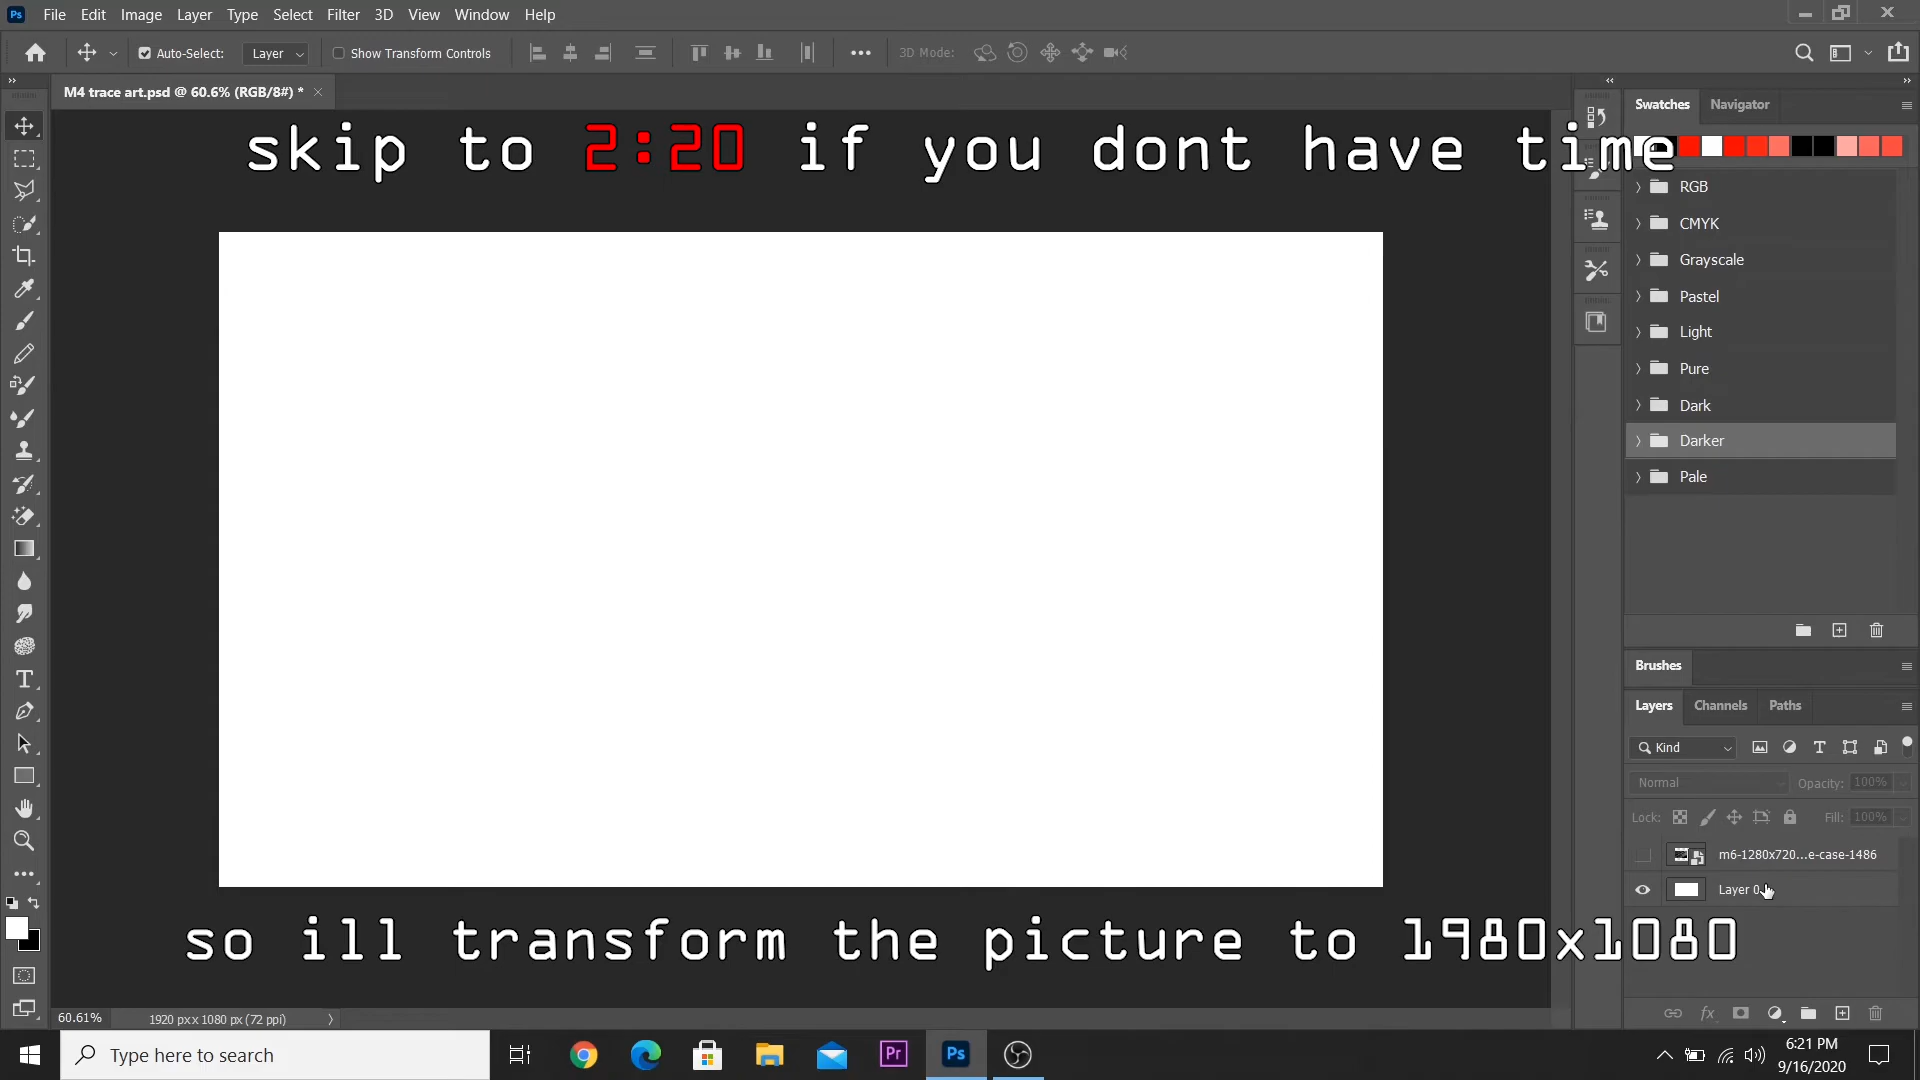 File Edit Image Layer Type Select Filter 3D View Window Help
Auto-Select: Layer Show Transform Controls 3D Mode:
M4 trace art.psd @ 60.6% (RGB/8#) *
Swatches Navigator
skip to 2:20 if you dont have time
RGB
CMYK
Grayscale
Pastel
Light
Pure
Dark
Darker
Pale
Brushes
Layers Channels Paths
Kind
Normal Opacity: 100%
Lock: Fill: 100%
m6-1280x720...e-case-1486
Layer 0
so ill transform the picture to 1980x1080
60.61% 1920 px x 1080 px (72 ppi)
Type here to search
Pr
Ps
6:21 PM
9/16/2020